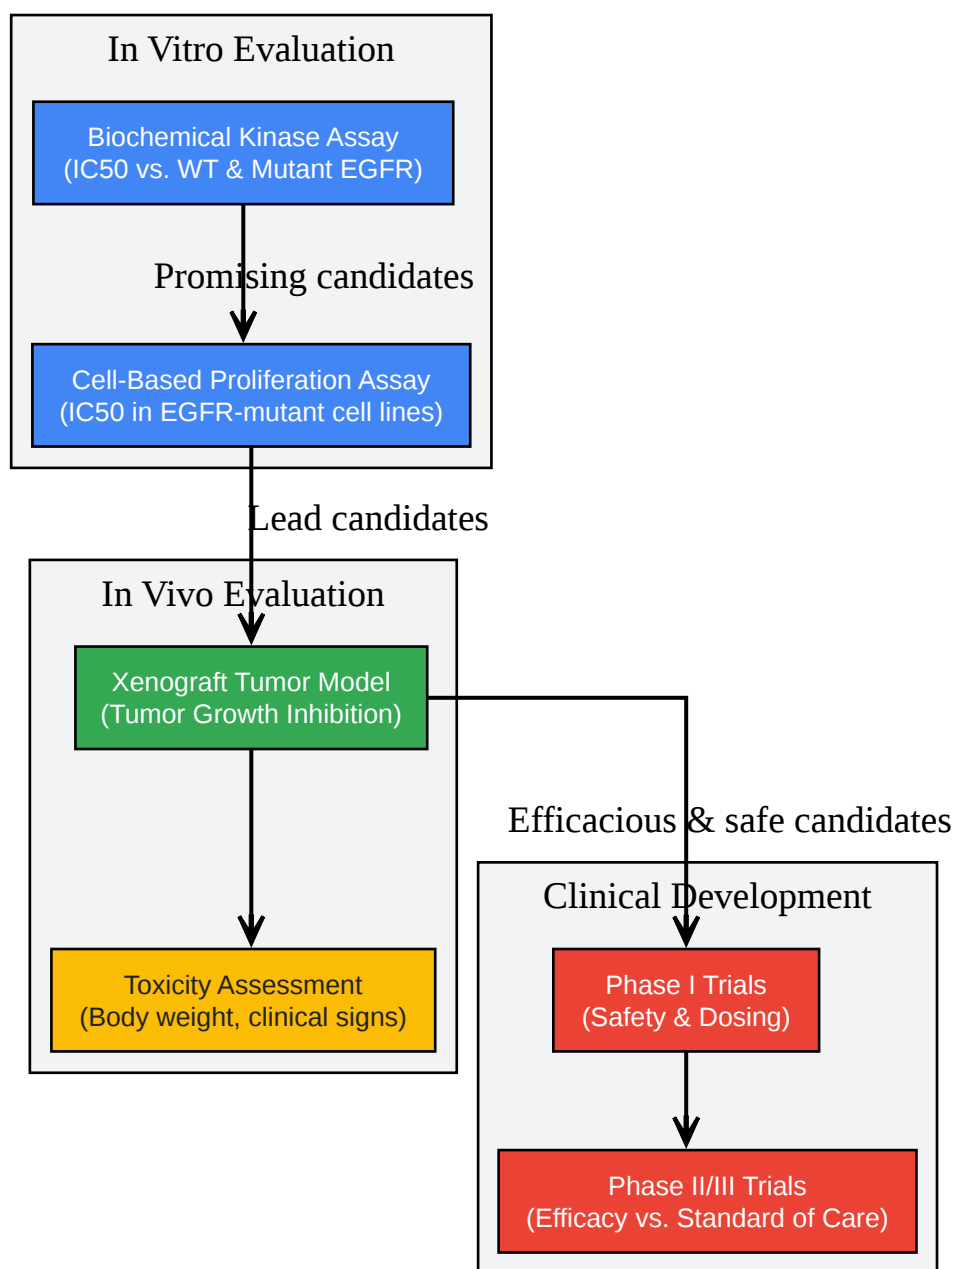 In Vitro Evaluation
Biochemical Kinase Assay
(IC50 vs. WT & Mutant EGFR)
Promising candidates
Cell-Based Proliferation Assay
(IC50 in EGFR-mutant cell lines)
Lead candidates
In Vivo Evaluation
Xenograft Tumor Model
(Tumor Growth Inhibition)
Efficacious & safe candidates
Clinical Development
Toxicity Assessment
(Body weight, clinical signs)
Phase I Trials
(Safety & Dosing)
Phase II/III Trials
(Efficacy vs. Standard of Care)